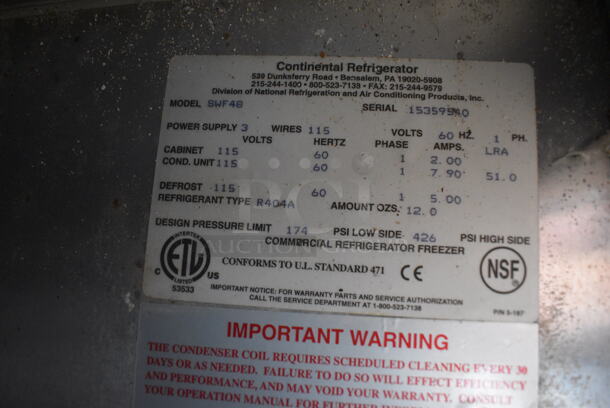 Continental Refrigerator
539 Dunksferry Road • Bensalem, PA 19020-5908
215-244-1400 • 800-523-7138 • FAX: 215-244-9579
Division of National Refrigeration and Air Conditioning Products, Inc.
MODEL SWF48 SERIAL 15359540
POWER SUPPLY 3 WIRES 115 VOLTS 60 HZ. 1 PH.
VOLTS HERTZ PHASE AMPS. LRA
CABINET 115 60 1 2.00
COND. UNIT 115 60 1 7.90 51.0
DEFROST 115 60 1 5.00
REFRIGERANT TYPE R404A AMOUNT OZS. 12.0
DESIGN PRESSURE LIMIT 174 PSI LOW SIDE 426 PSI HIGH SIDE
COMMERCIAL REFRIGERATOR FREEZER
INTERTEK
ETL
LISTED
C US
53533
CONFORMS TO U.L. STANDARD 471 CE
NSF
IMPORTANT NOTICE: FOR WARRANTY PARTS AND SERVICE AUTHORIZATION
CALL THE SERVICE DEPARTMENT AT 1-800-523-7138
P/N 5-187
IMPORTANT WARNING
THE CONDENSER COIL REQUIRES SCHEDULED CLEANING EVERY 30
DAYS OR AS NEEDED. FAILURE TO DO SO WILL EFFECT EFFICIENCY
AND PERFORMANCE, AND MAY VOID YOUR WARRANTY. CONSULT
YOUR OPERATION MANUAL FOR FURTHER